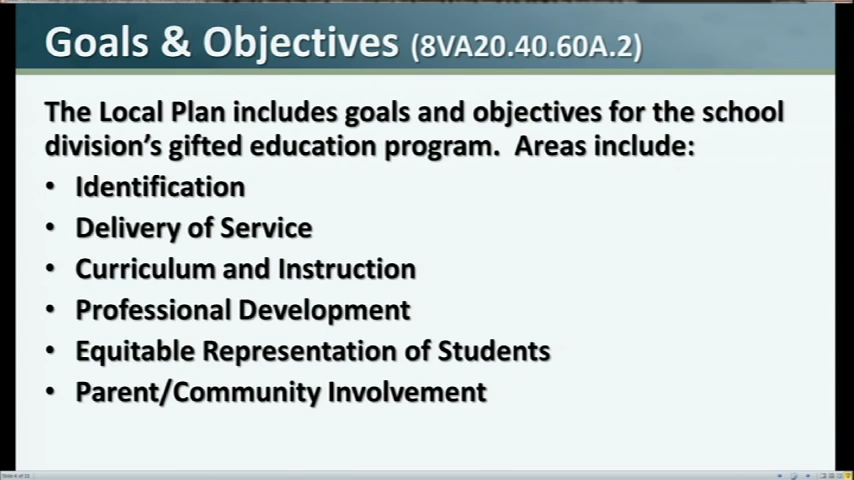 Goals & Objectives (8VA20.40.60A.2)
The Local Plan includes goals and objectives for the school
division's gifted education program. Areas include:
• Identification
• Delivery of Service
• Curriculum and Instruction
• Professional Development
• Equitable Representation of Students
• Parent/Community Involvement